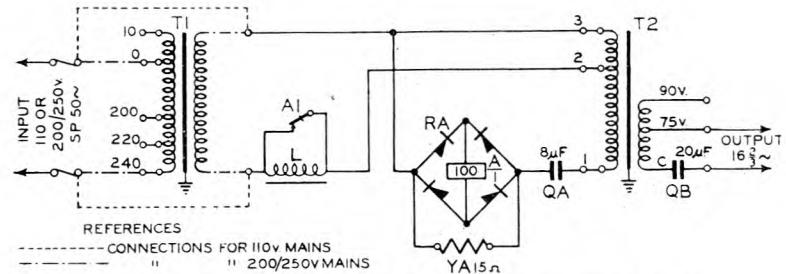 T1
T2
10
0
200
220
240
INPUT
110 OR
200/250V.
SP 50~
A1
L
RA
100
A
1
YA 15Ω
8μF
QA
3
2
1
90V.
75V
C
20μF
QB
OUTPUT
16⅔~
REFERENCES
CONNECTIONS FOR 110V MAINS
" " 200/250V MAINS